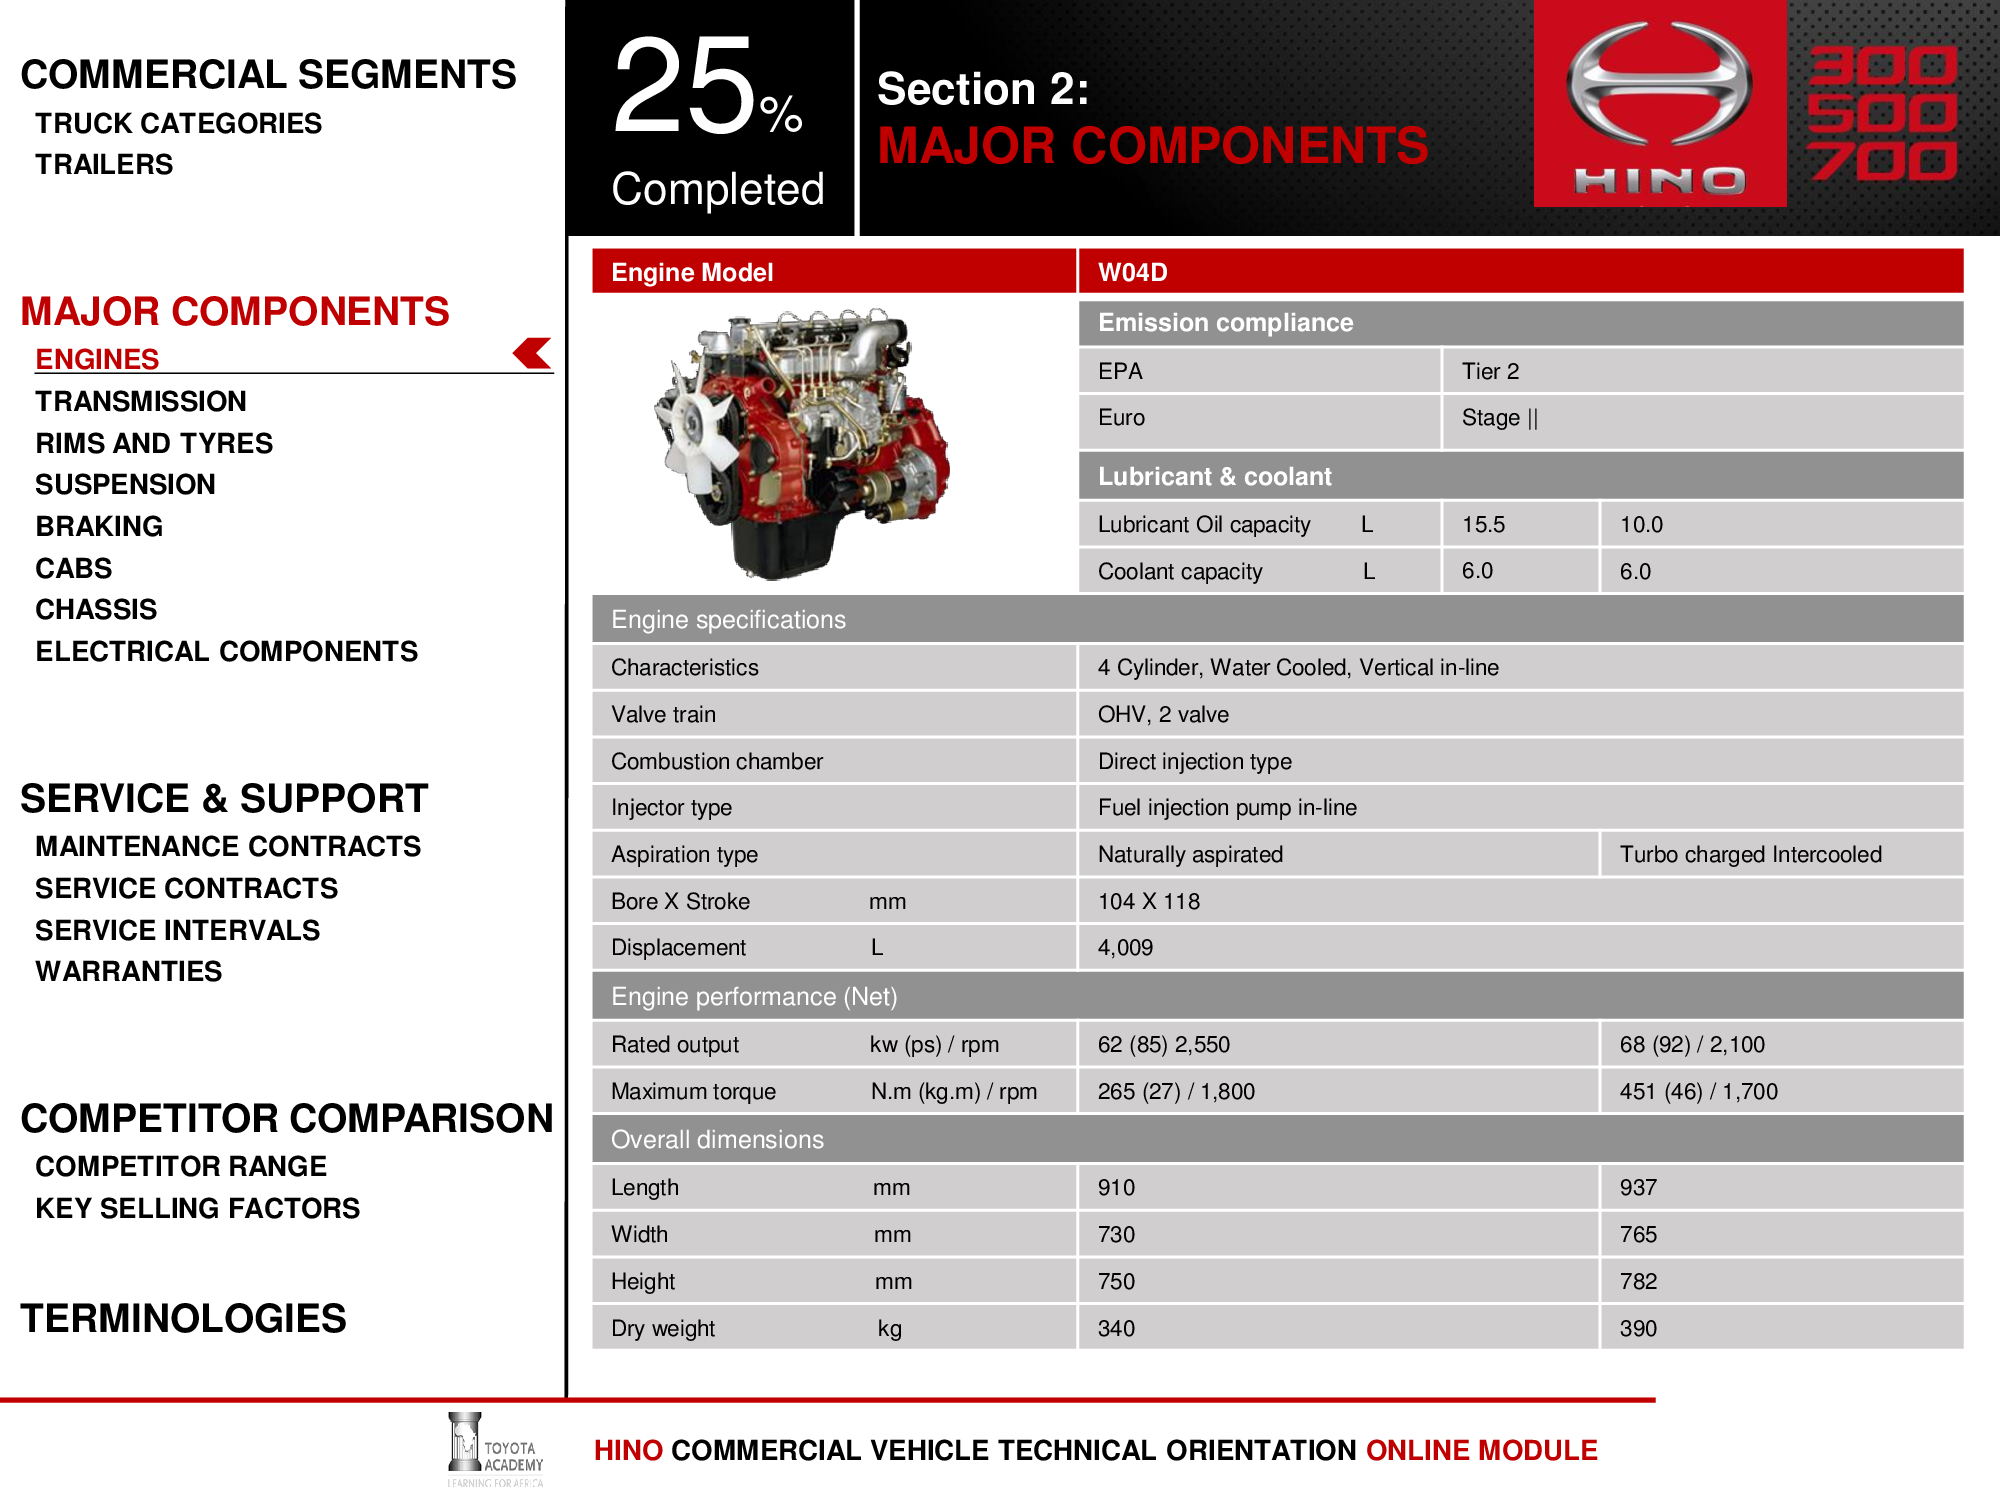 COMMERCIAL SEGMENTS
TRUCK CATEGORIES
TRAILERS
MAJOR COMPONENTS
ENGINES
TRANSMISSION
RIMS AND TYRES
SUSPENSION
BRAKING
CABS
CHASSIS
ELECTRICAL COMPONENTS
SERVICE & SUPPORT
MAINTENANCE CONTRACTS
SERVICE CONTRACTS
SERVICE INTERVALS
WARRANTIES
COMPETITOR COMPARISON
COMPETITOR RANGE
KEY SELLING FACTORS
TERMINOLOGIES
25%
Completed
Section 2:
MAJOR COMPONENTS
HINO
300
500
700
Engine Model W04D
Emission compliance
EPA Tier 2
Euro Stage ||
Lubricant & coolant
Lubricant Oil capacity L 15.5 10.0
Coolant capacity L 6.0 6.0
Engine specifications
Characteristics 4 Cylinder, Water Cooled, Vertical in-line
Valve train OHV, 2 valve
Combustion chamber Direct injection type
Injector type Fuel injection pump in-line
Aspiration type Naturally aspirated Turbo charged Intercooled
Bore X Stroke mm 104 X 118
Displacement L 4,009
Engine performance (Net)
Rated output kw (ps) / rpm 62 (85) 2,550 68 (92) / 2,100
Maximum torque N.m (kg.m) / rpm 265 (27) / 1,800 451 (46) / 1,700
Overall dimensions
Length mm 910 937
Width mm 730 765
Height mm 750 782
Dry weight kg 340 390
TOYOTA
ACADEMY
LEARNING FOR AFRICA
HINO COMMERCIAL VEHICLE TECHNICAL ORIENTATION ONLINE MODULE